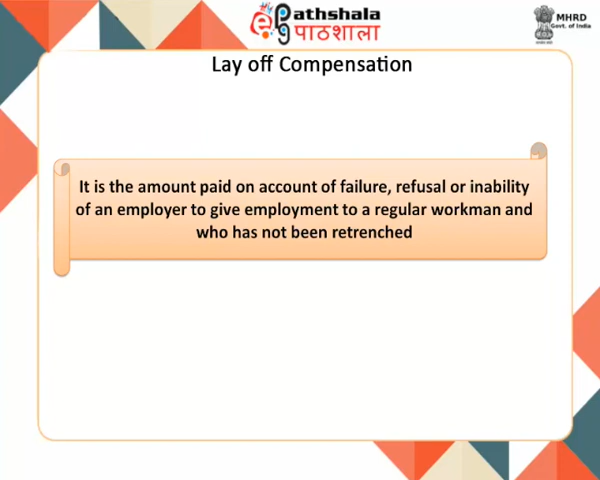 ePathshala
पाठशाला
MHRD
Govt. of India
Lay off Compensation
It is the amount paid on account of failure, refusal or inability
of an employer to give employment to a regular workman and
who has not been retrenched